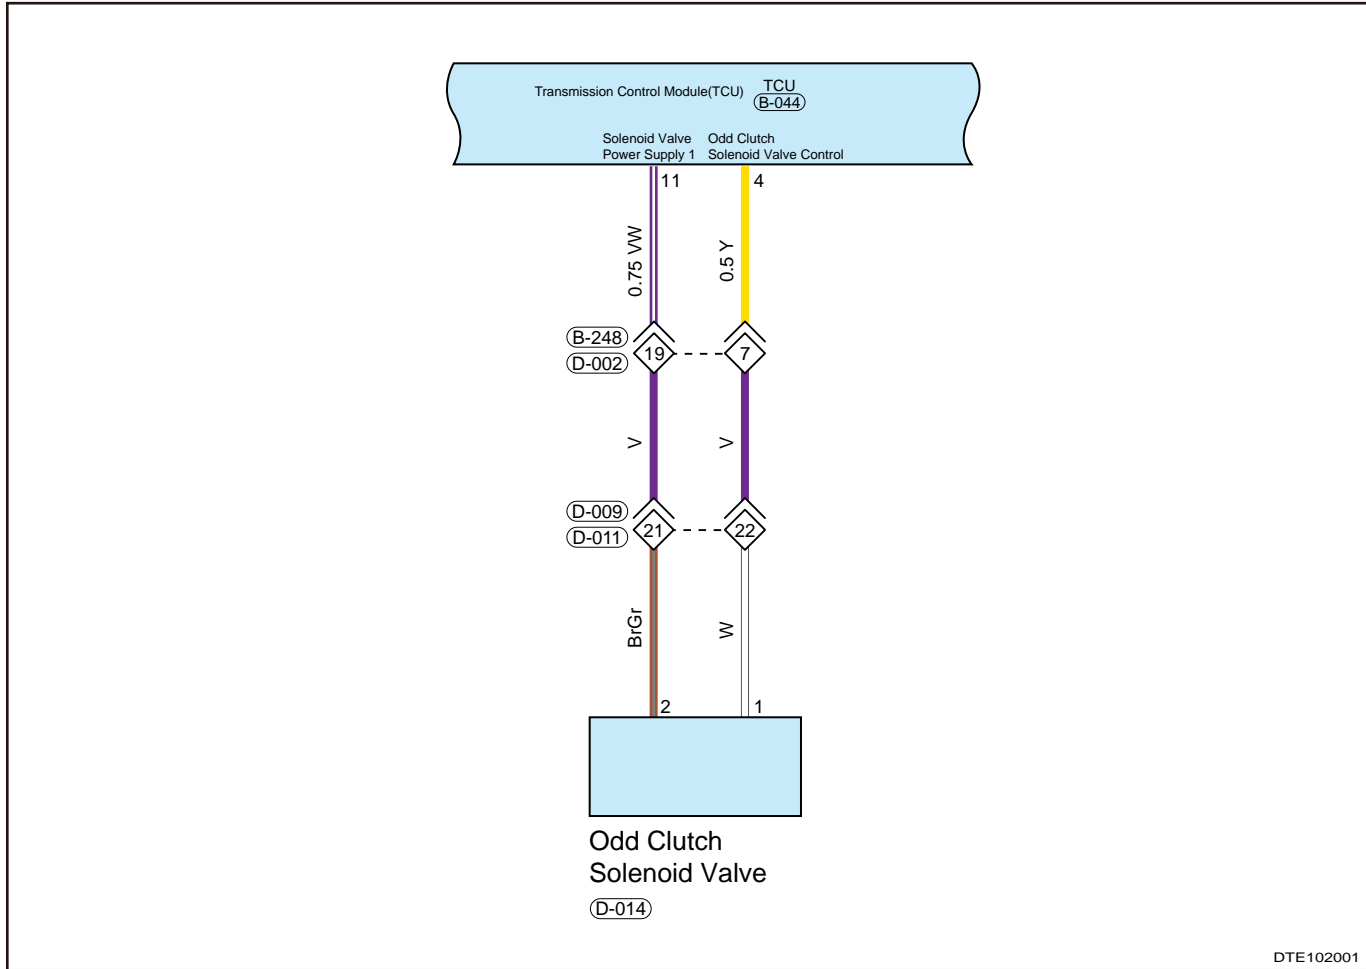 Transmission Control Module(TCU)
TCU
B-044
Solenoid Valve
Power Supply 1
Odd Clutch
Solenoid Valve Control
11
4
0.75 VW
0.5 Y
B-248
D-002
19
7
V
V
D-009
D-011
21
22
BrGr
W
2
1
Odd Clutch
Solenoid Valve
D-014
DTE102001